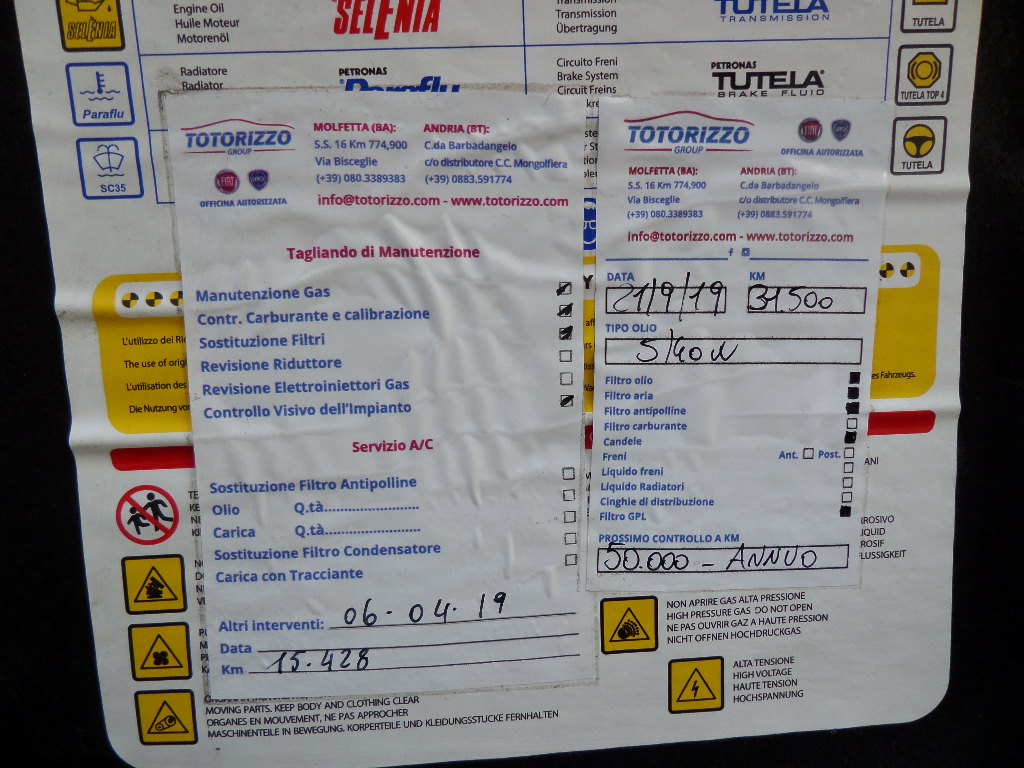 Engine Oil
Huile Moteur
Motorenöl
SELENIA
SELENIA
Transmission
Transmission
Übertragung
TUTELA
TRANSMISSION
TUTELA
Paraflu
Radiatore
Radiator
PETRONAS
Paraflu
Circuito Freni
Brake System
Circuit Freins
PETRONAS
TUTELA
BRAKE FLUID
TUTELA TOP 4
SC35
TUTELA
TOTORIZZO
GROUP
FIAT
LANCIA
OFFICINA AUTORIZZATA
MOLFETTA (BA):
S.S. 16 Km 774,900
Via Bisceglie
(+39) 080.3389383
ANDRIA (BT):
C.da Barbadangelo
c/o distributore C.C. Mongolfiera
(+39) 0883.591774
info@totorizzo.com - www.totorizzo.com
Tagliando di Manutenzione
Manutenzione Gas
Contr. Carburante e calibrazione
Sostituzione Filtri
Revisione Riduttore
Revisione Elettroiniettori Gas
Controllo Visivo dell'Impianto
Servizio A/C
Sostituzione Filtro Antipolline
Olio Q.tà..........................
Carica Q.tà..........................
Sostituzione Filtro Condensatore
Carica con Tracciante
Altri interventi: 06-04-19
Data
Km 15.428
TOTORIZZO
GROUP
OFFICINA AUTORIZZATA
MOLFETTA (BA):
S.S. 16 Km 774,900
Via Bisceglie
(+39) 080.3389383
ANDRIA (BT):
C.da Barbadangelo
c/o distributore C.C. Mongolfiera
(+39) 0883.591774
info@totorizzo.com - www.totorizzo.com
DATA 21/9/19
KM 31.500
TIPO OLIO
5/40 W
Filtro olio
Filtro aria
Filtro antipolline
Filtro carburante
Candele
Freni Ant. Post.
Liquido freni
Liquido Radiatori
Cinghie di distribuzione
Filtro GPL
PROSSIMO CONTROLLO A KM
50.000 - ANNUO
L'utilizzo dei
The use of
L'utilisation des
Die Nutzung
es Fahrzeugs.
NON APRIRE GAS ALTA PRESSIONE
HIGH PRESSURE GAS DO NOT OPEN
NE PAS OUVRIR GAZ A HAUTE PRESSION
NICHT OFFNEN HOCHDRUCKGAS
ALTA TENSIONE
HIGH VOLTAGE
HAUTE TENSION
HOCHSPANNUNG
MOVING PARTS. KEEP BODY AND CLOTHING CLEAR
ORGANES EN MOUVEMENT, NE PAS APPROCHER
MASCHINENTEILE IN BEWEGUNG. KORPERTEILE UND KLEIDUNGSSTUCKE FERNHALTEN